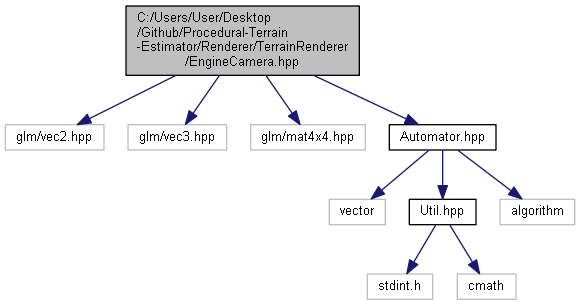 C:/Users/User/Desktop
/Github/Procedural-Terrain
-Estimator/Renderer/TerrainRenderer
/EngineCamera.hpp
glm/vec2.hpp
glm/vec3.hpp
glm/mat4x4.hpp
Automator.hpp
vector
Util.hpp
algorithm
stdint.h
cmath